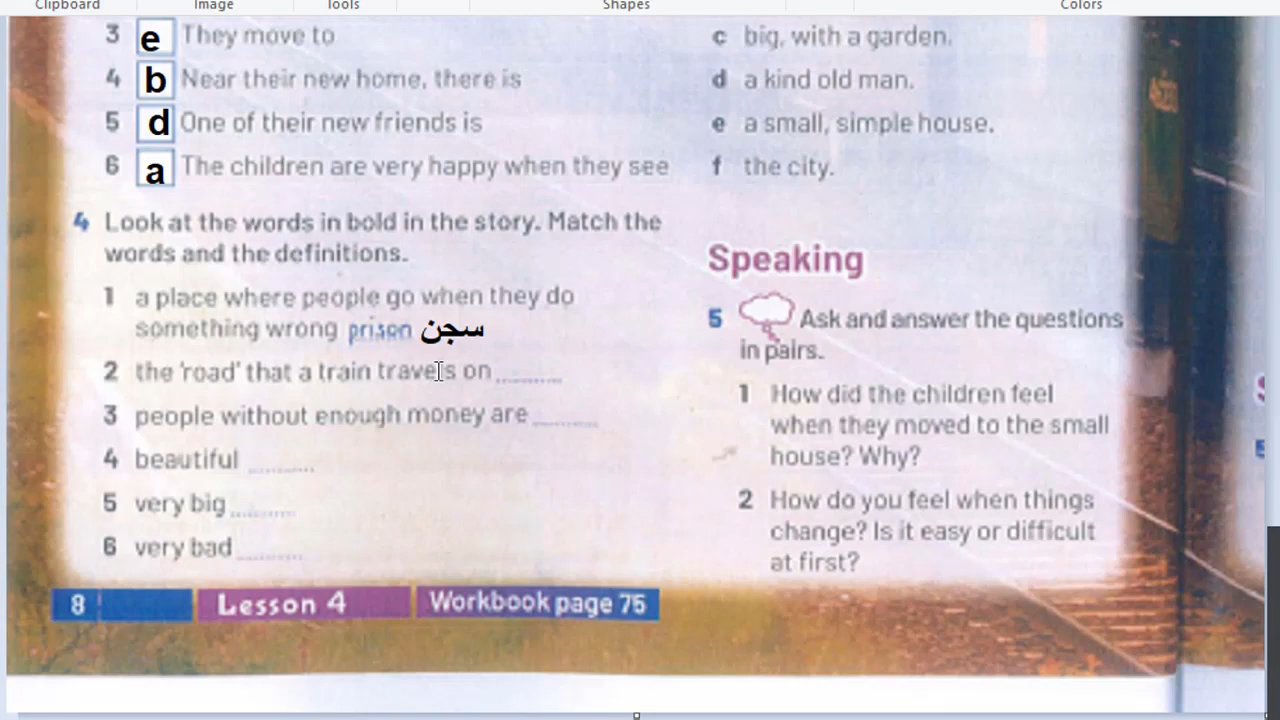 Clipboard
Image
Tools
Shapes
Colors
3 e They move to
4 b Near their new home, there is
5 d One of their new friends is
6 a The children are very happy when they see
c big, with a garden.
d a kind old man.
e a small, simple house.
f the city.
4 Look at the words in bold in the story. Match the
words and the definitions.
1 a place where people go when they do
something wrong prison سجن
2 the 'road' that a train travels on ..........
3 people without enough money are ..........
4 beautiful ..........
5 very big ..........
6 very bad ..........
Speaking
5 Ask and answer the questions
in pairs.
1 How did the children feel
when they moved to the small
house? Why?
2 How do you feel when things
change? Is it easy or difficult
at first?
8 Lesson 4 Workbook page 75